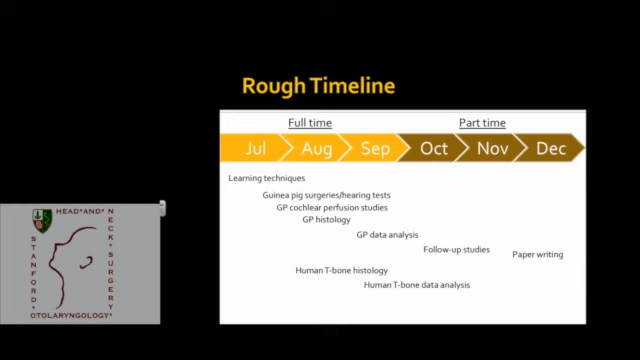 Rough Timeline
Full time
Part time
Jul Aug Sep Oct Nov Dec
Learning techniques
Guinea pig surgeries/hearing tests
GP cochlear perfusion studies
GP histology
GP data analysis
Follow-up studies
Paper writing
Human T-bone histology
Human T-bone data analysis
HEAD*AND*
NECK*SURGERY
STANFORD
OTOLARYNGOLOGY*